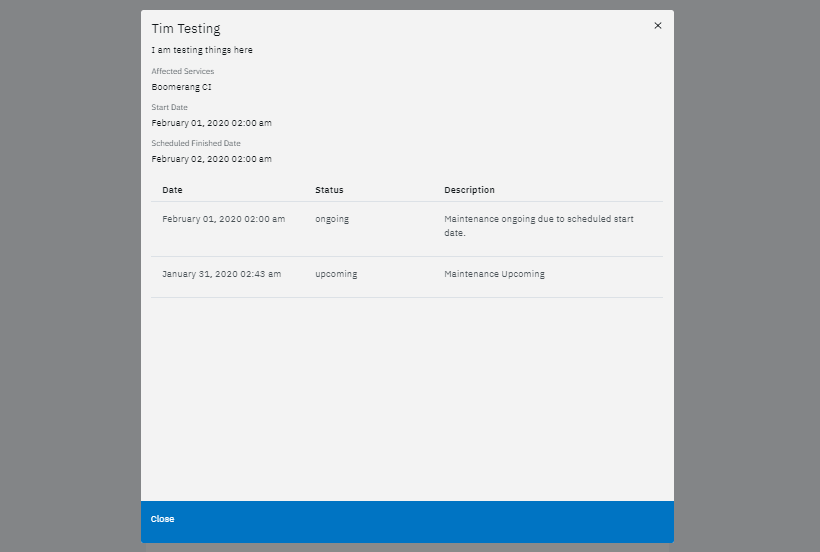 Tim Testing
I am testing things here
Affected Services
Boomerang CI
Start Date
February 01, 2020 02:00 am
Scheduled Finished Date
February 02, 2020 02:00 am
Date Status Description
February 01, 2020 02:00 am ongoing Maintenance ongoing due to scheduled start
date.
January 31, 2020 02:43 am upcoming Maintenance Upcoming
Close